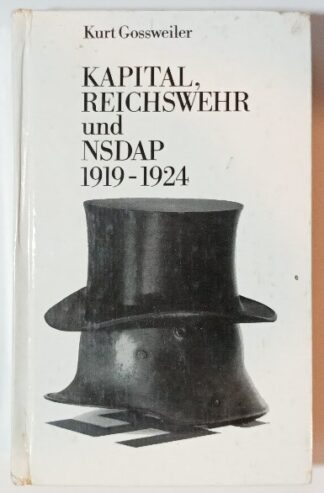 Kurt Gossweiler
KAPITAL,
REICHSWEHR
und
NSDAP
1919-1924